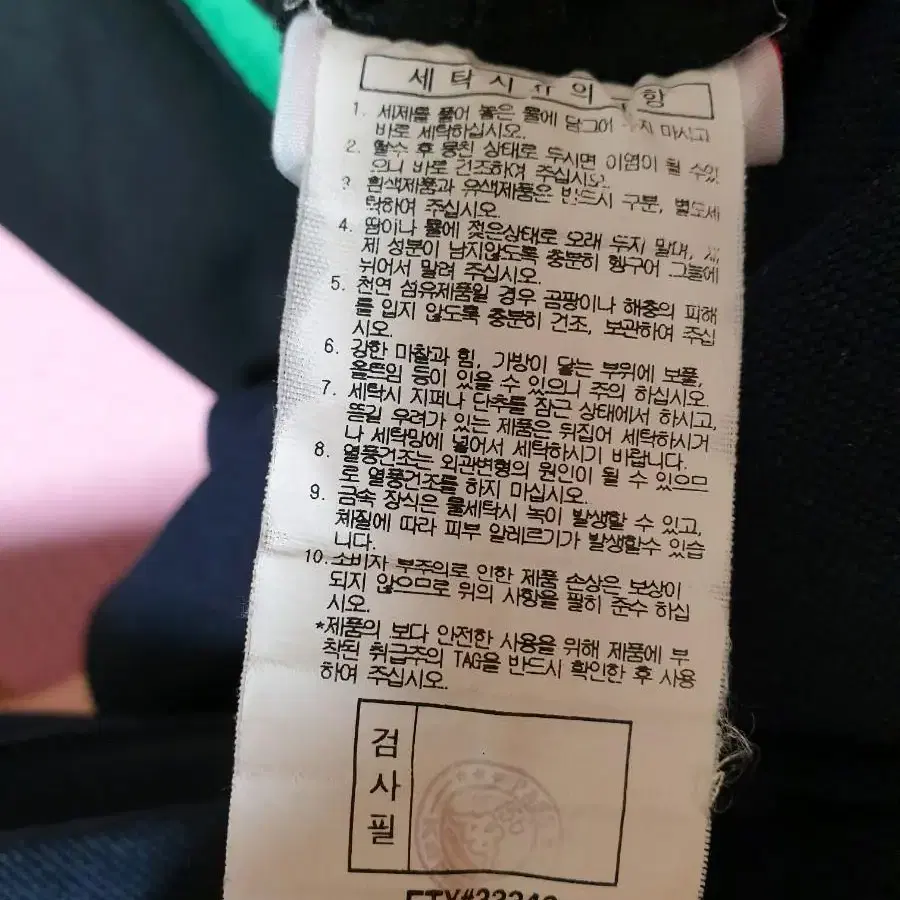 세탁시유의 항
1. 세제를 풀어 놓은 물에 담그어 지 마시고
바로 세탁하십시오.
2. 탈수 후 뭉친 상태로 두시면 이염이 될 수있
으니 바로 건조하여 주십시오.
3 흰색제품과 유색제품은 반드시 구분, 별도세
탁하여 주십시오.
4. 땀이나 물에 젖은상태로 오래 두지 말며,
제 성분이 남지않도록 충분히 헹구어 그늘에
뉘어서 말려 주십시오.
5. 천연 섬유제품일 경우 곰팡이나 해충의 피해
를 입지 않도록 충분히 건조, 보관하여 주십
시오.
6. 강한 마찰과 힘, 가방이 닿는 부위에 보풀,
올트임 등이 있을 수 있으니 주의 하십시오.
7. 세탁시 지퍼나 단추를 잠근 상태에서 하시고,
뜯길 우려가 있는 제품은 뒤집어 세탁하시거
나 세탁망에 넣어서 세탁하시기 바랍니다.
8. 열풍건조는 외관변형의 원인이 될 수 있으므
로 열풍건조를 하지 마십시오.
9. 금속 장식은 물세탁시 녹이 발생할 수 있고,
체질에 따라 피부 알레르기가 발생할수 있습
니다.
10. 소비자 부주의로 인한 제품 손상은 보상이
되지 않으므로 위의 사항을 필히 준수 하십
시오.
*제품의 보다 안전한 사용을 위해 제품에 부
착된 취급주의 TAG을 반드시 확인한 후 사용
하여 주십시오.
검
사
필